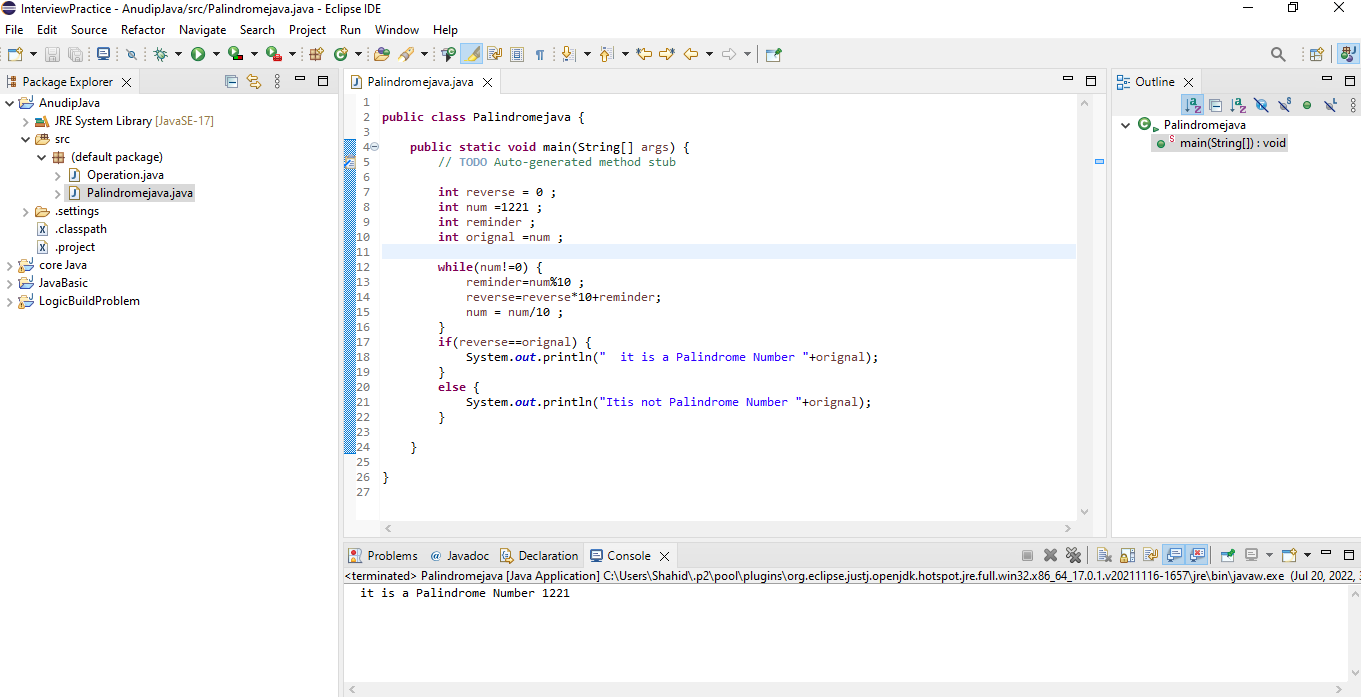 InterviewPractice - AnudipJava/src/Palindromejava.java - Eclipse IDE
File Edit Source Refactor Navigate Search Project Run Window Help
Package Explorer
AnudipJava
JRE System Library [JavaSE-17]
src
(default package)
Operation.java
Palindromejava.java
.settings
.classpath
.project
core Java
JavaBasic
LogicBuildProblem
Palindromejava.java
1
2 public class Palindromejava {
3
4 public static void main(String[] args) {
5 // TODO Auto-generated method stub
6
7 int reverse = 0 ;
8 int num =1221 ;
9 int reminder ;
10 int orignal =num ;
11
12 while(num!=0) {
13 reminder=num%10 ;
14 reverse=reverse*10+reminder;
15 num = num/10 ;
16 }
17 if(reverse==orignal) {
18 System.out.println("  it is a Palindrome Number "+orignal);
19 }
20 else {
21 System.out.println("Itis not Palindrome Number "+orignal);
22 }
23
24 }
25
26 }
27
Outline
Palindromejava
main(String[]) : void
Problems @ Javadoc Declaration Console
<terminated> Palindromejava [Java Application] C:\Users\Shahid\.p2\pool\plugins\org.eclipse.justj.openjdk.hotspot.jre.full.win32.x86_64_17.0.1.v20211116-1657\jre\bin\javaw.exe (Jul 20, 2022,
it is a Palindrome Number 1221